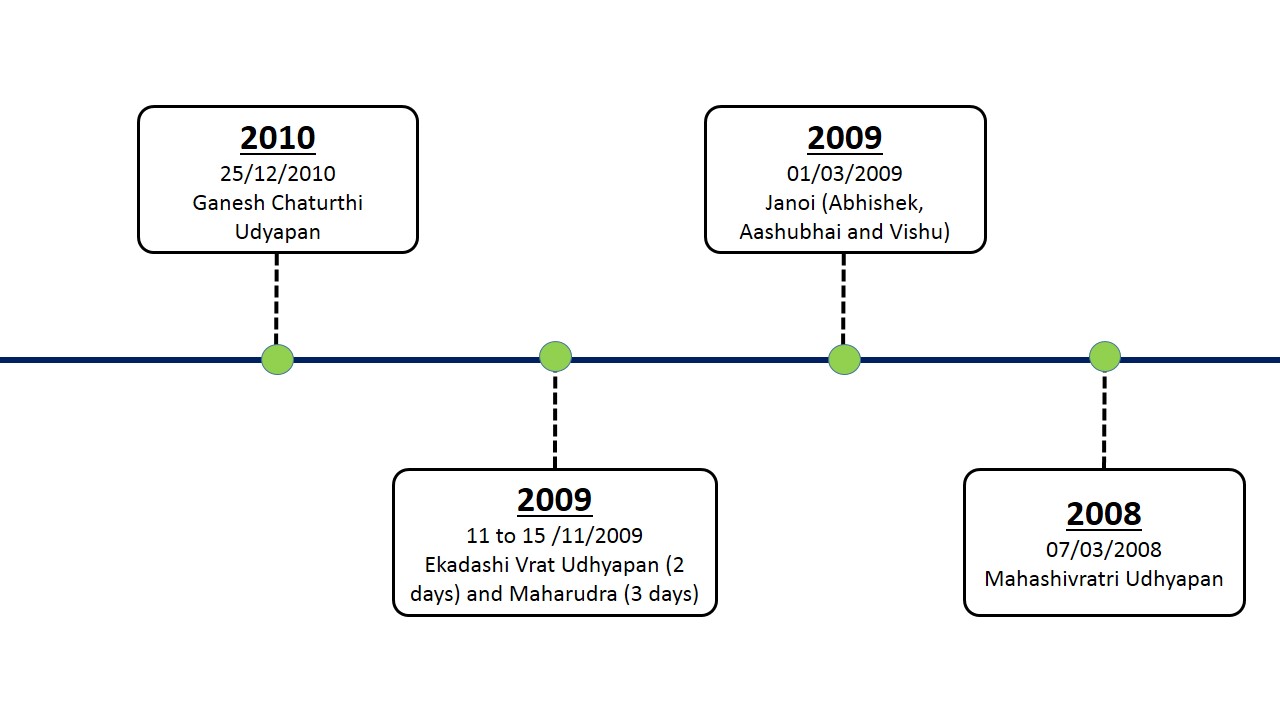 2010
25/12/2010
Ganesh Chaturthi
Udyapan
2009
11 to 15 /11/2009
Ekadashi Vrat Udhyapan (2
days) and Maharudra (3 days)
2009
01/03/2009
Janoi (Abhishek,
Aashubhai and Vishu)
2008
07/03/2008
Mahashivratri Udhyapan